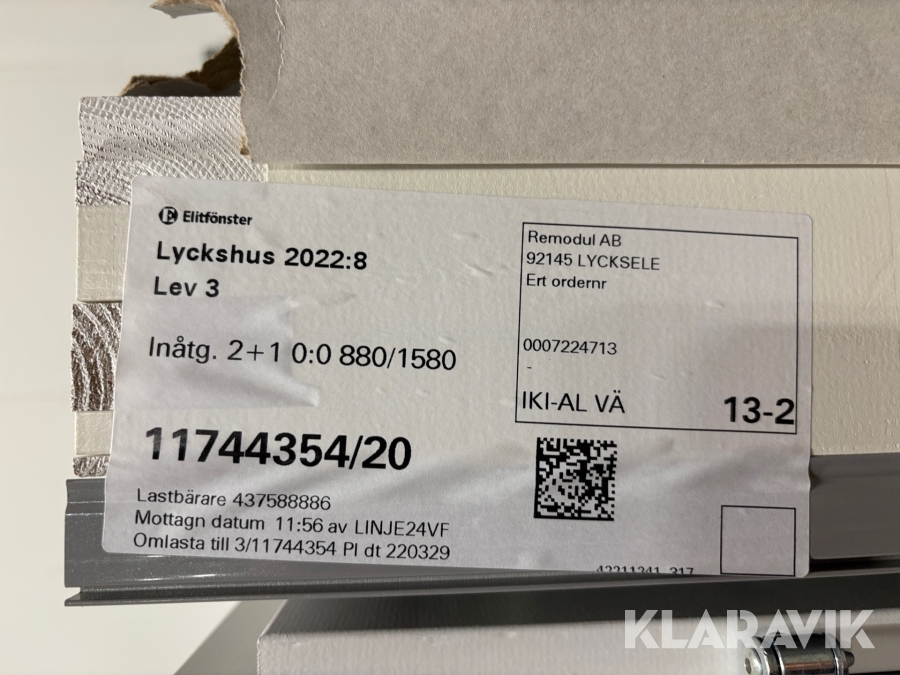 Elitfönster
Lyckshus 2022:8
Lev 3
Inåtg. 2+1 0:0 880/1580
11744354/20
Lastbärare 437588886
Mottagn datum 11:56 av LINJE24VF
Omlasta till 3/11744354 Pl dt 220329
Remodul AB
92145 LYCKSELE
Ert ordernr
0007224713
-
IKI-AL VÄ 13-2
42211241 317
KLARAVIK